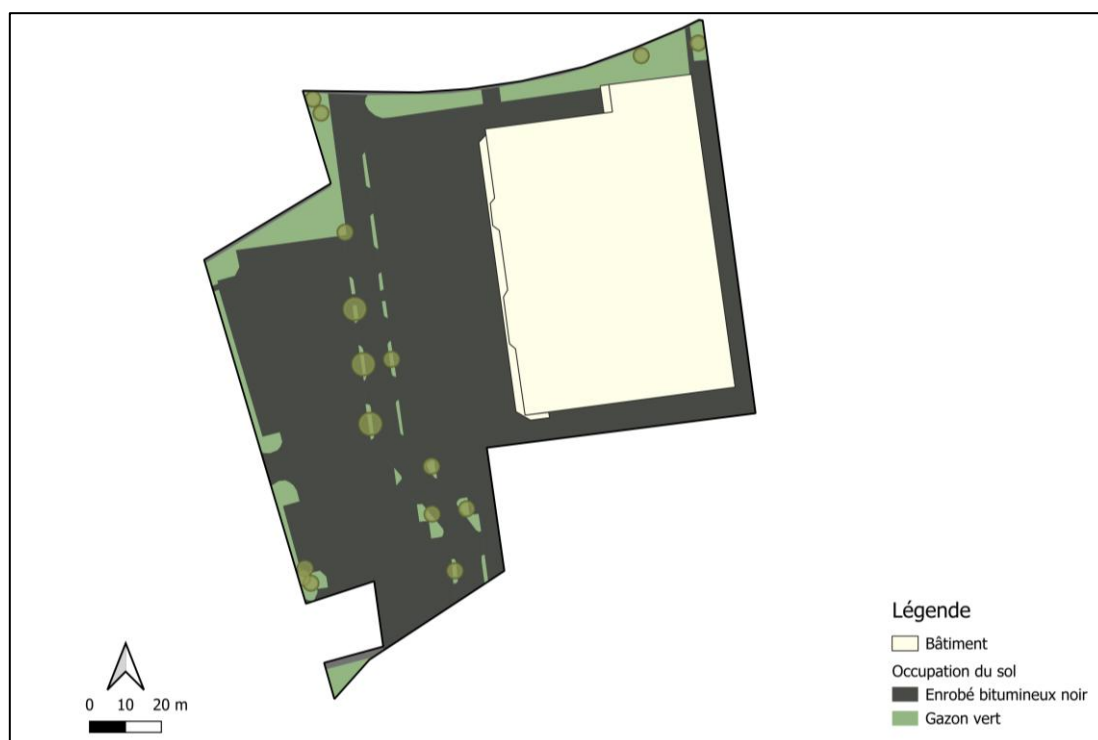 Légende
Bâtiment
Occupation du sol
Enrobé bitumineux noir
Gazon vert
0 10 20 m